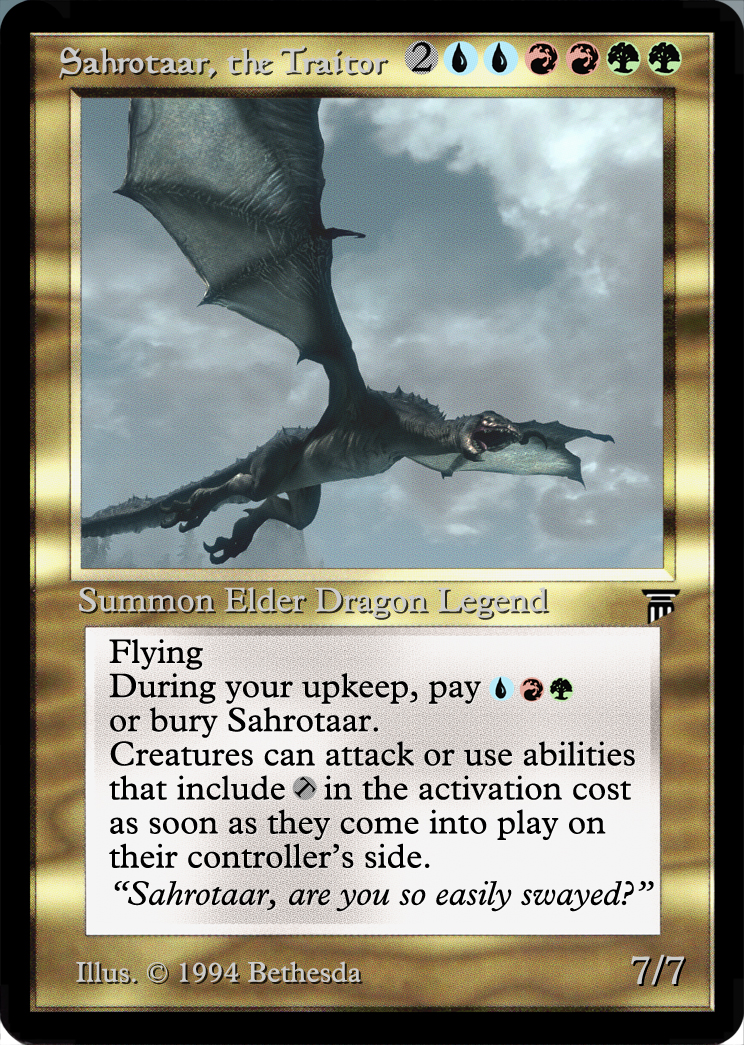 Sahrotaar, the Traitor 2
Summon Elder Dragon Legend
Flying
During your upkeep, pay
or bury Sahrotaar.
Creatures can attack or use abilities
that include in the activation cost
as soon as they come into play on
their controller's side.
“Sahrotaar, are you so easily swayed?”
Illus. © 1994 Bethesda
7/7